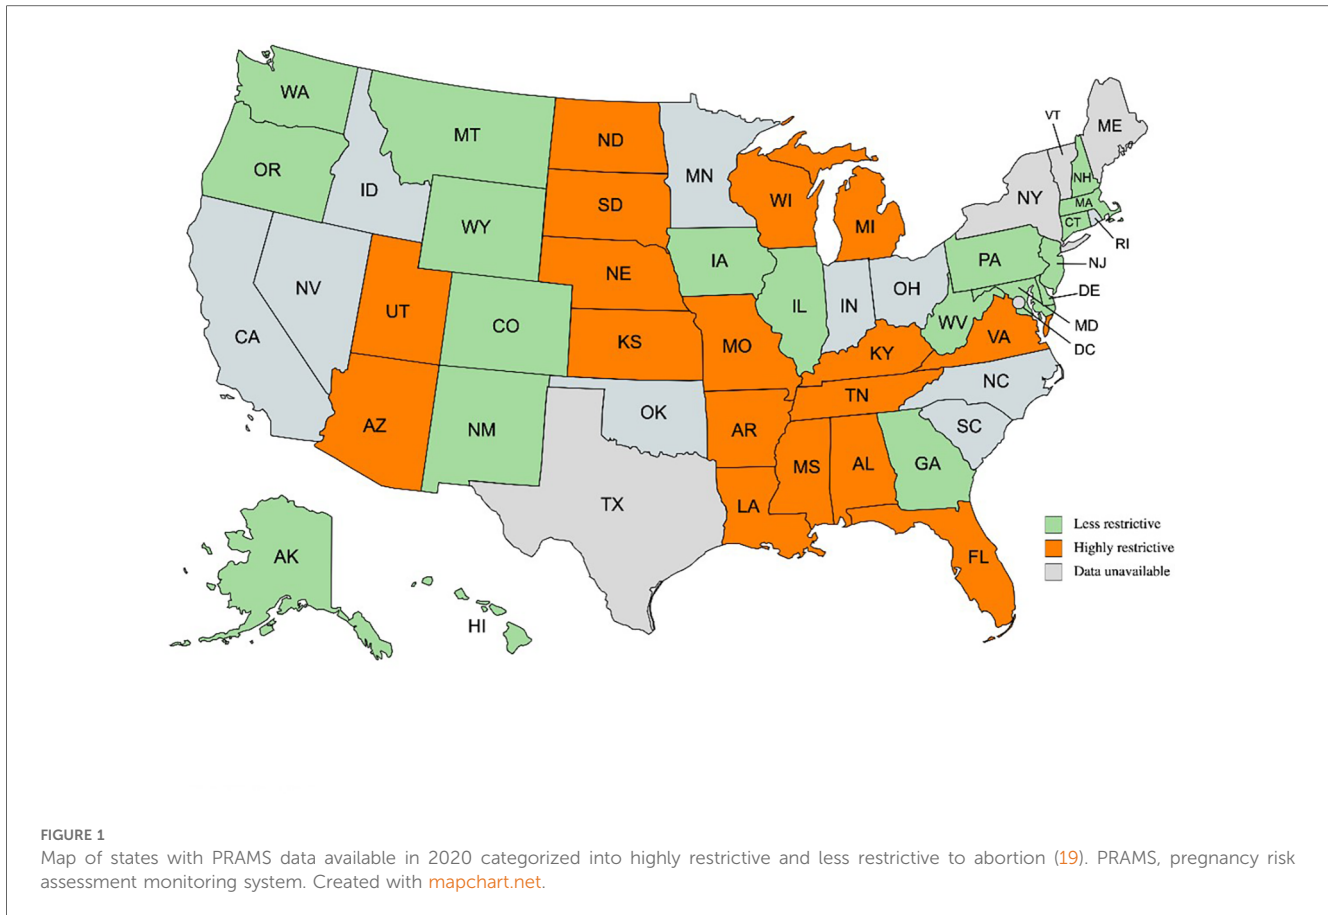 WA
MT
ND
MN
VT
ME
OR
ID
SD
WI
MI
NY
NH
MA
CT
RI
WY
NE
IA
PA
NJ
NV
UT
CO
IL
IN
OH
WV
DE
MD
DC
CA
KS
MO
KY
VA
AZ
NM
OK
AR
TN
NC
SC
MS
AL
GA
TX
LA
FL
AK
HI
Less restrictive
Highly restrictive
Data unavailable
FIGURE 1
Map of states with PRAMS data available in 2020 categorized into highly restrictive and less restrictive to abortion (19). PRAMS, pregnancy risk
assessment monitoring system. Created with mapchart.net.